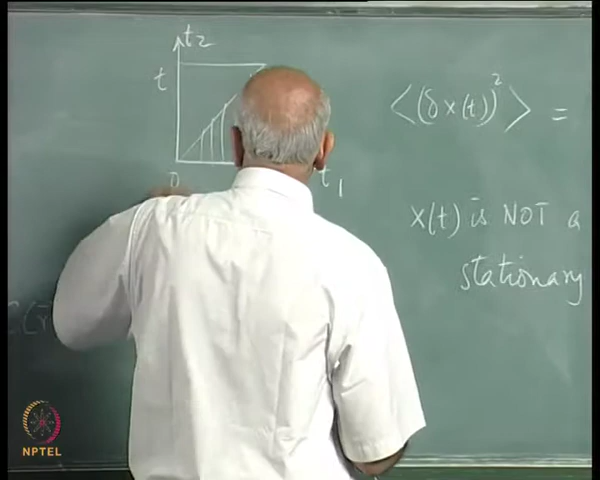 t2
t
0
t1
<(δx(t))²> =
x(t) is NOT a
stationary
NPTEL